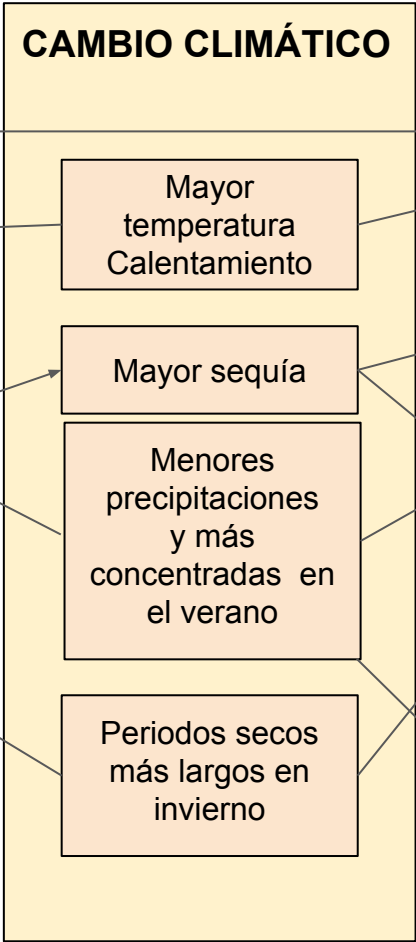 CAMBIO CLIMÁTICO
Mayor
temperatura
Calentamiento
Mayor sequía
Menores
precipitaciones
y más
concentradas en
el verano
Periodos secos
más largos en
invierno